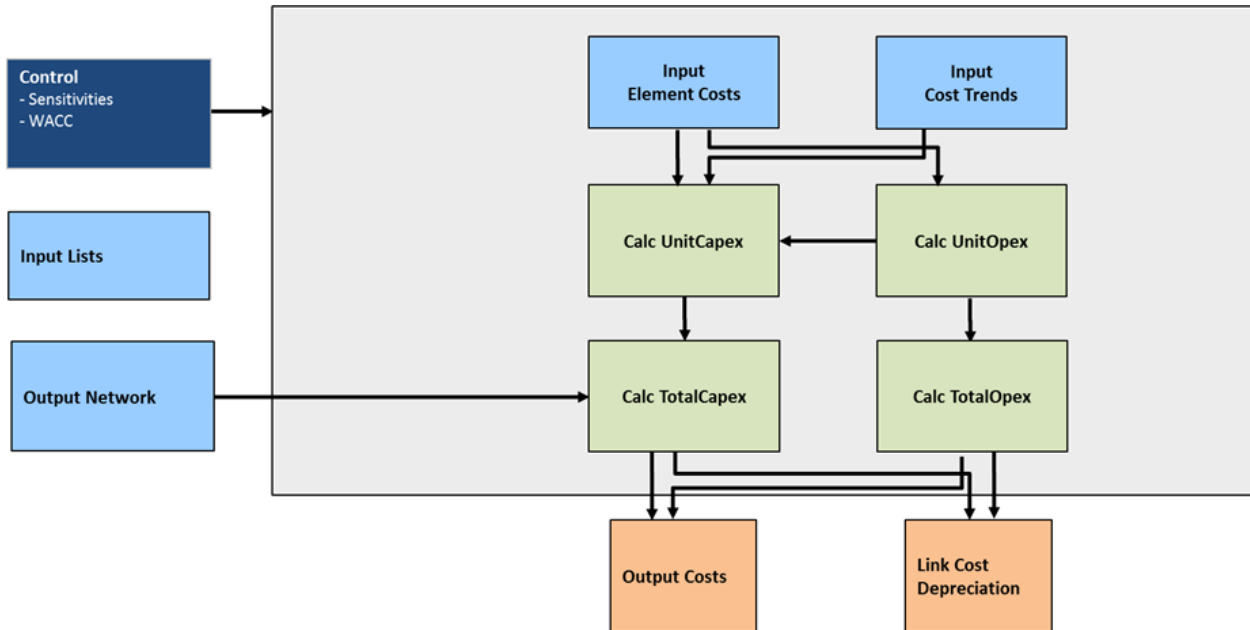 Control
- Sensitivities
- WACC
Input Lists
Output Network
Input
Element Costs
Input
Cost Trends
Calc UnitCapex
Calc UnitOpex
Calc TotalCapex
Calc TotalOpex
Output Costs
Link Cost
Depreciation